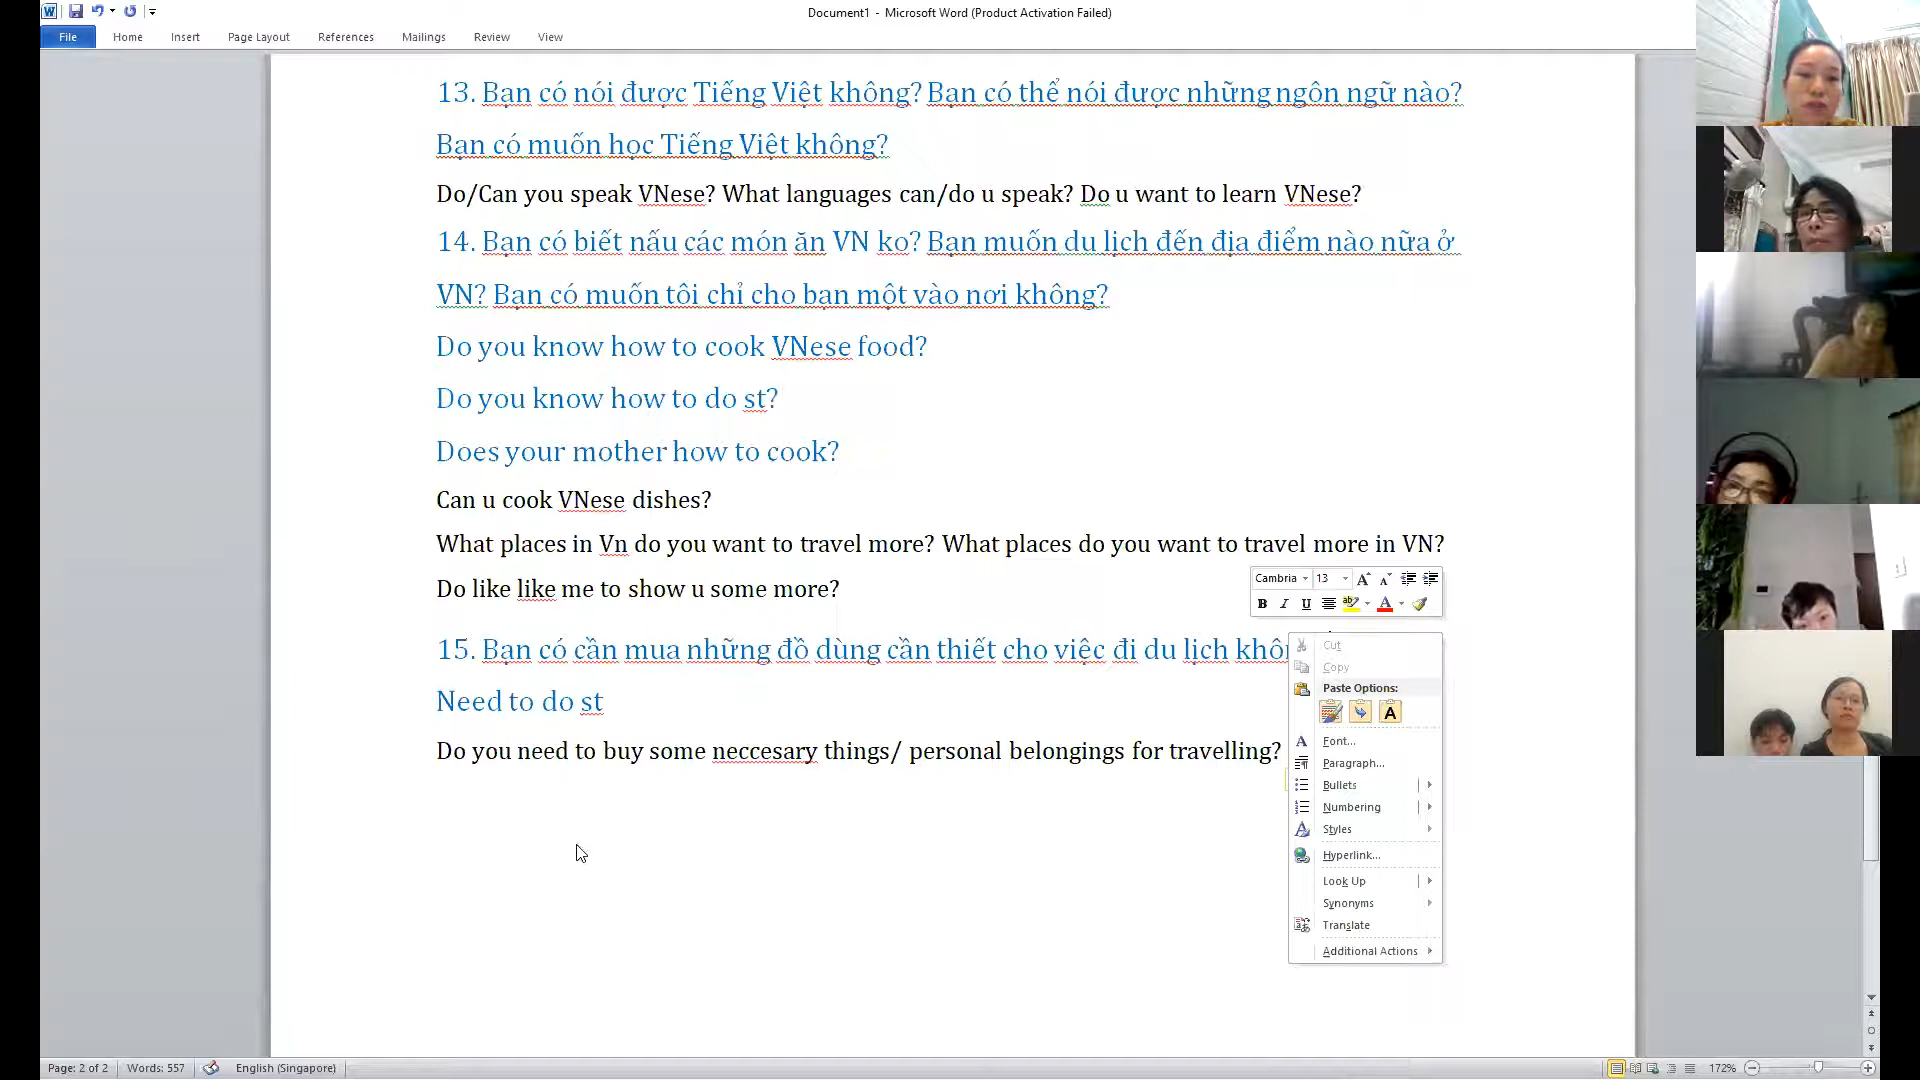 Document1 - Microsoft Word (Product Activation Failed)
File Home Insert Page Layout References Mailings Review View
13. Bạn có nói được Tiếng Việt không? Bạn có thể nói được những ngôn ngữ nào?
Bạn có muốn học Tiếng Việt không?
Do/Can you speak VNese? What languages can/do u speak? Do u want to learn VNese?
14. Bạn có biết nấu các món ăn VN ko? Bạn muốn du lịch đến địa điểm nào nữa ở
VN? Bạn có muốn tôi chỉ cho bạn một vào nơi không?
Do you know how to cook VNese food?
Do you know how to do st?
Does your mother how to cook?
Can u cook VNese dishes?
What places in Vn do you want to travel more? What places do you want to travel more in VN?
Do like like me to show u some more?
15. Bạn có cần mua những đồ dùng cần thiết cho việc đi du lịch
Need to do st
Do you need to buy some neccesary things/ personal belongings for travelling?
Cambria 13
Cut
Copy
Paste Options:
Font...
Paragraph...
Bullets
Numbering
Styles
Hyperlink...
Look Up
Synonyms
Translate
Additional Actions
Page: 2 of 2 Words: 557 English (Singapore) 172%